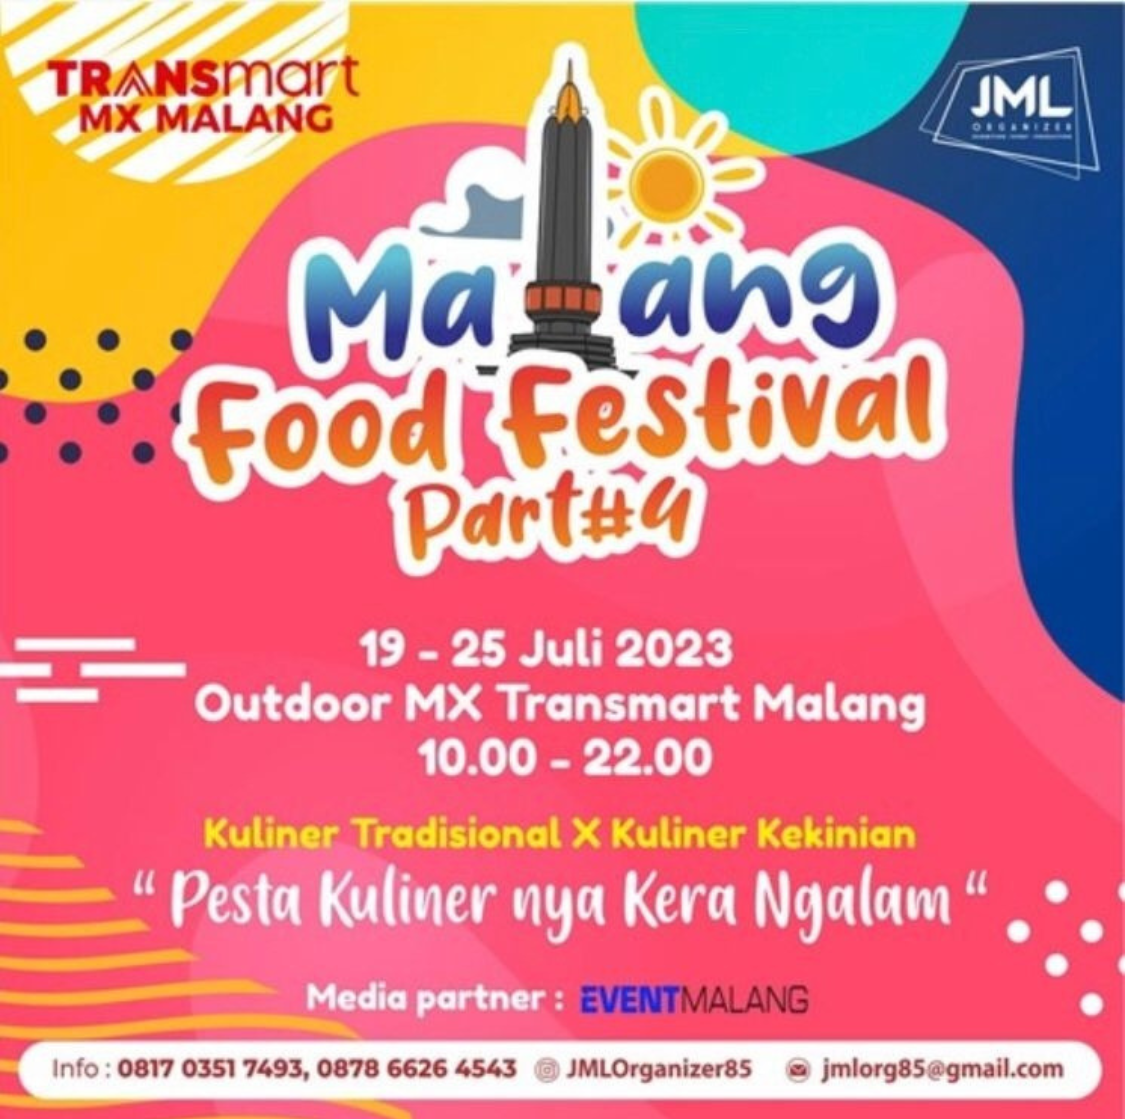 TRANSmart
MX MALANG
JML
ORGANIZER
Malang
Food Festival
Part#4
19 - 25 Juli 2023
Outdoor MX Transmart Malang
10.00 - 22.00
Kuliner Tradisional X Kuliner Kekinian
“ Pesta Kuliner nya Kera Ngalam “
Media partner : EVENTMALANG
Info : 0817 0351 7493, 0878 6626 4543 JMLOrganizer85 jmlorg85@gmail.com